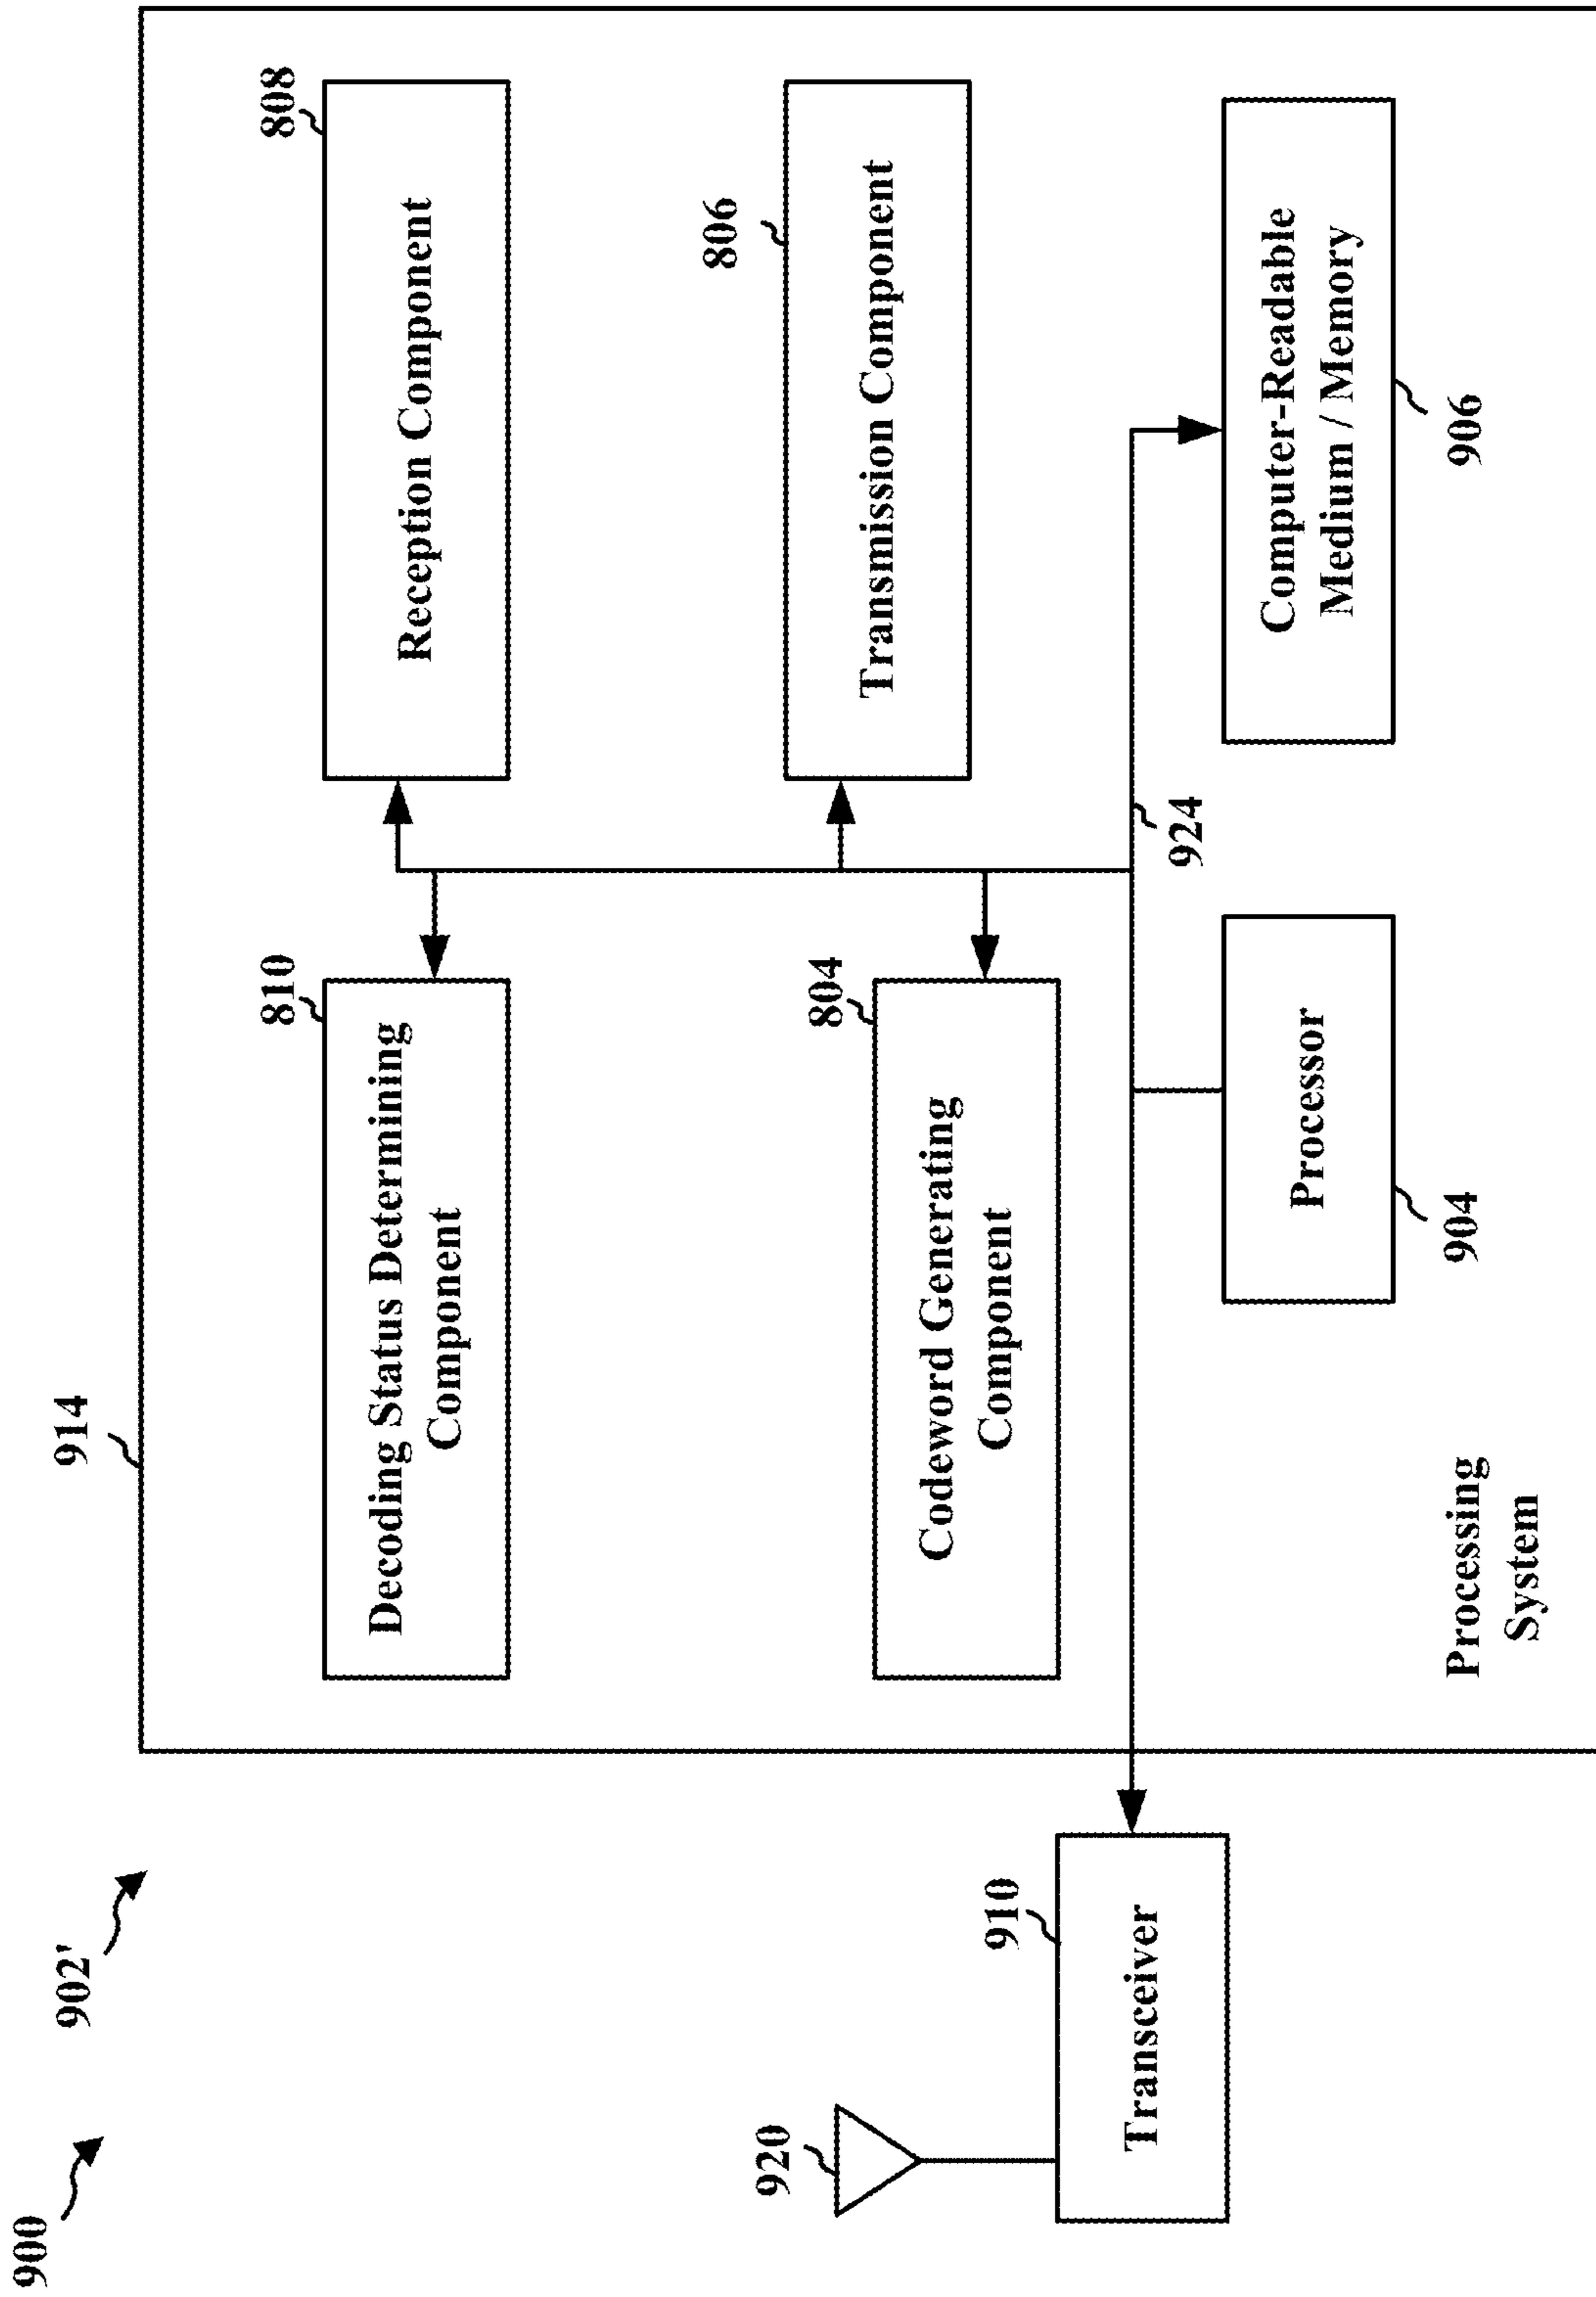 900
902'
914
810
Decoding Status Determining
Component
808
Reception Component
806
Transmission Component
804
Codeword Generating
Component
924
920
910
Transceiver
Processor
904
Computer-Readable
Medium / Memory
906
Processing
System